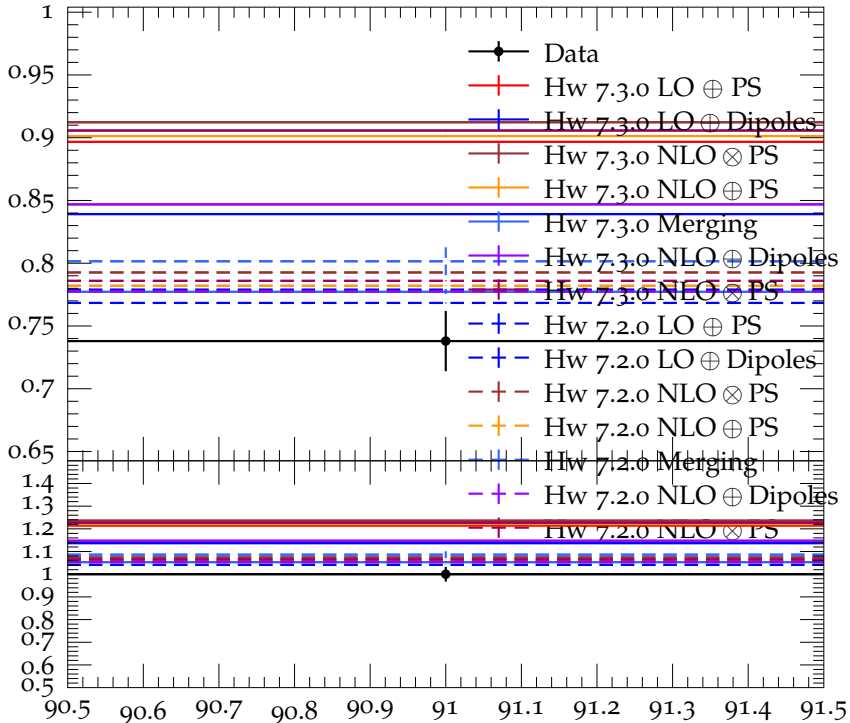 1
0.95
0.9
0.85
0.8
0.75
0.7
0.65
Data
Hw 7.3.0 LO ⊕ PS
Hw 7.3.0 LO ⊕ Dipoles
Hw 7.3.0 NLO ⊗ PS
Hw 7.3.0 NLO ⊕ PS
Hw 7.3.0 Merging
Hw 7.3.0 NLO ⊕ Dipoles
Hw 7.3.0 NLO ⊗ PS
Hw 7.2.0 LO ⊕ PS
Hw 7.2.0 LO ⊕ Dipoles
Hw 7.2.0 NLO ⊗ PS
Hw 7.2.0 NLO ⊕ PS
Hw 7.2.0 Merging
Hw 7.2.0 NLO ⊕ Dipoles
Hw 7.2.0 NLO ⊗ PS
1.4
1.3
1.2
1.1
1
0.9
0.8
0.7
0.6
0.5
90.5 90.6 90.7 90.8 90.9 91 91.1 91.2 91.3 91.4 91.5